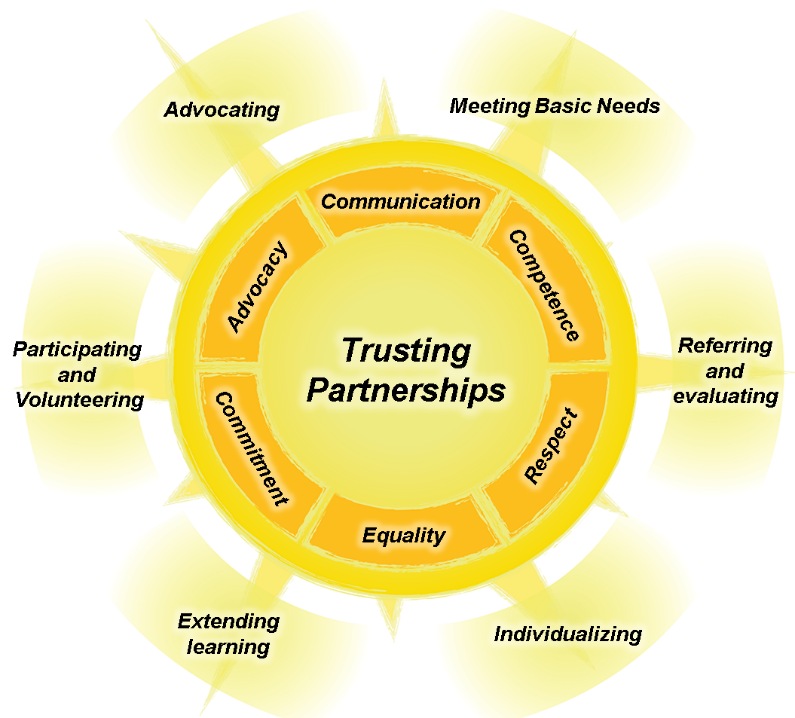 Advocating
Meeting Basic Needs
Communication
Advocacy
Competence
Trusting
Partnerships
Participating
and
Volunteering
Referring
and
evaluating
Commitment
Respect
Equality
Extending
learning
Individualizing